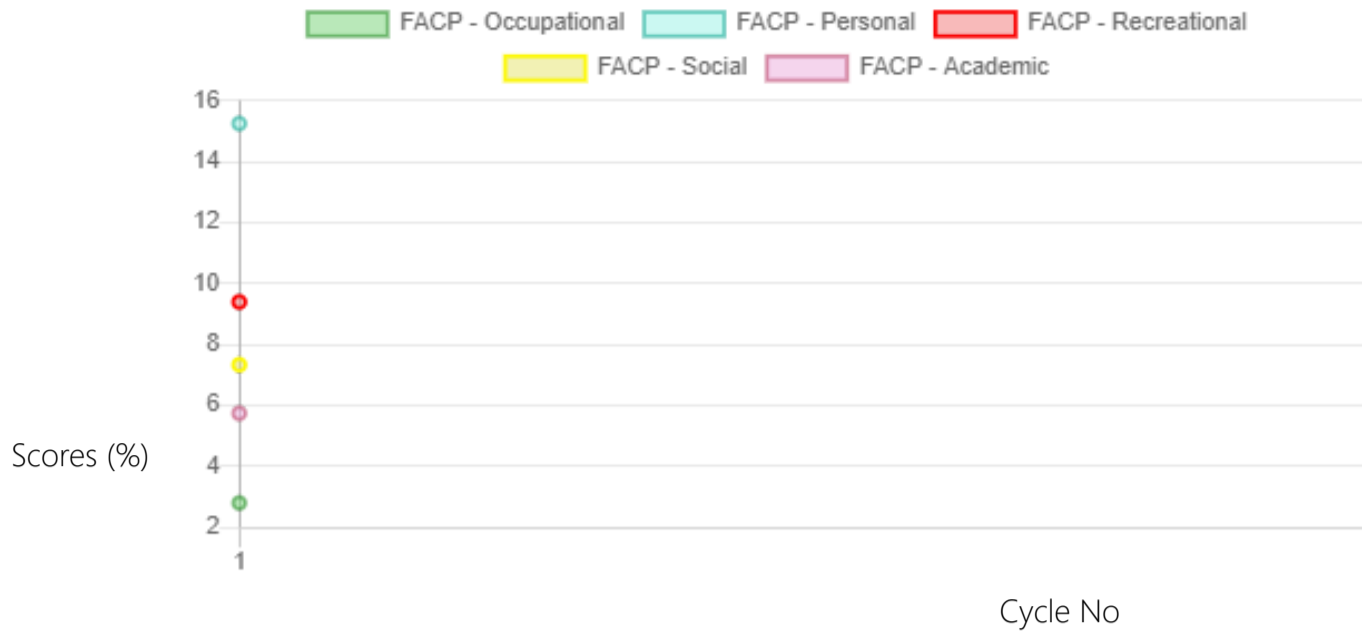 FACP - Occupational FACP - Personal FACP - Recreational
FACP - Social FACP - Academic
16
14
12
10
8
6
Scores (%)
4
2
1
Cycle No